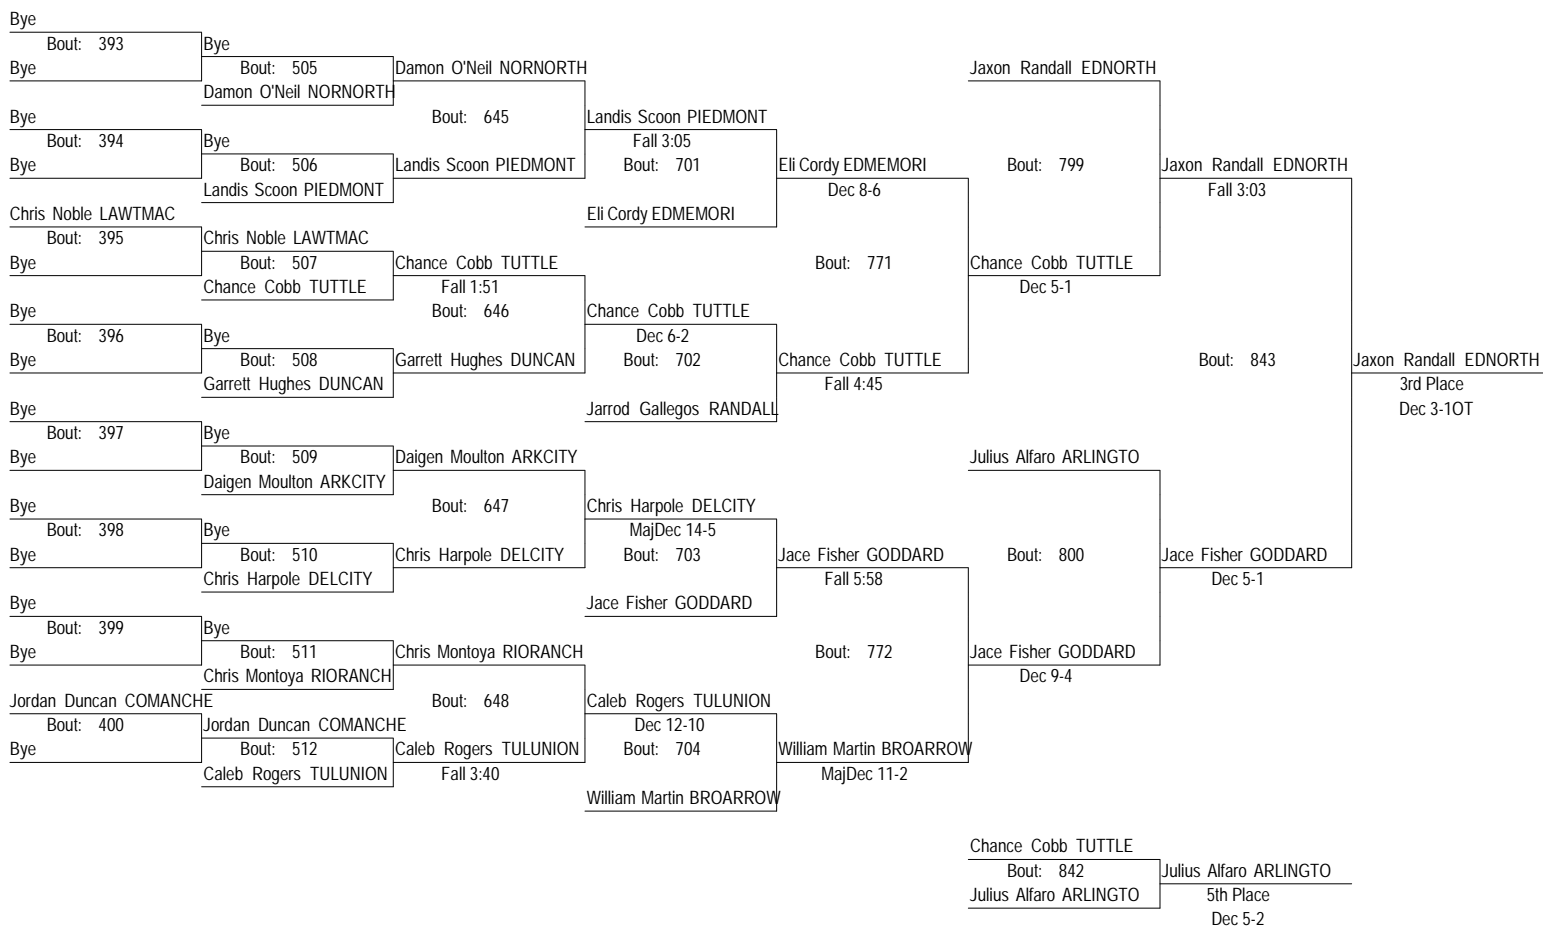 Bye
Bout: 393
Bye
Bye
Bout: 505
Damon O'Neil NORNORTH
Damon O'Neil NORNORTH
Jaxon Randall EDNORTH
Bye
Bout: 394
Bye
Bye
Bout: 506
Landis Scoon PIEDMONT
Bout: 645
Landis Scoon PIEDMONT
Landis Scoon PIEDMONT
Fall 3:05
Bout: 701
Eli Cordy EDMEMORI
Eli Cordy EDMEMORI
Dec 8-6
Bout: 799
Jaxon Randall EDNORTH
Fall 3:03
Chris Noble LAWTMAC
Bout: 395
Bye
Chris Noble LAWTMAC
Bout: 507
Chance Cobb TUTTLE
Chance Cobb TUTTLE
Fall 1:51
Bout: 646
Bout: 771
Chance Cobb TUTTLE
Dec 5-1
Bye
Bout: 396
Bye
Bye
Bout: 508
Garrett Hughes DUNCAN
Garrett Hughes DUNCAN
Chance Cobb TUTTLE
Dec 6-2
Bout: 702
Jarrod Gallegos RANDALL
Chance Cobb TUTTLE
Fall 4:45
Bout: 843
Jaxon Randall EDNORTH
3rd Place
Dec 3-1OT
Bye
Bout: 397
Bye
Bye
Bout: 509
Daigen Moulton ARKCITY
Daigen Moulton ARKCITY
Julius Alfaro ARLINGTO
Bye
Bout: 398
Bye
Bye
Bout: 510
Chris Harpole DELCITY
Bout: 647
Chris Harpole DELCITY
Chris Harpole DELCITY
MajDec 14-5
Bout: 703
Jace Fisher GODDARD
Jace Fisher GODDARD
Fall 5:58
Bout: 800
Jace Fisher GODDARD
Dec 5-1
Bye
Bout: 399
Bye
Bye
Bout: 511
Chris Montoya RIORANCH
Chris Montoya RIORANCH
Bout: 772
Jace Fisher GODDARD
Dec 9-4
Jordan Duncan COMANCHE
Bout: 400
Bye
Jordan Duncan COMANCHE
Bout: 512
Caleb Rogers TULUNION
Bout: 648
Caleb Rogers TULUNION
Fall 3:40
Caleb Rogers TULUNION
Dec 12-10
Bout: 704
William Martin BROARROW
William Martin BROARROW
MajDec 11-2
Chance Cobb TUTTLE
Bout: 842
Julius Alfaro ARLINGTO
Julius Alfaro ARLINGTO
5th Place
Dec 5-2